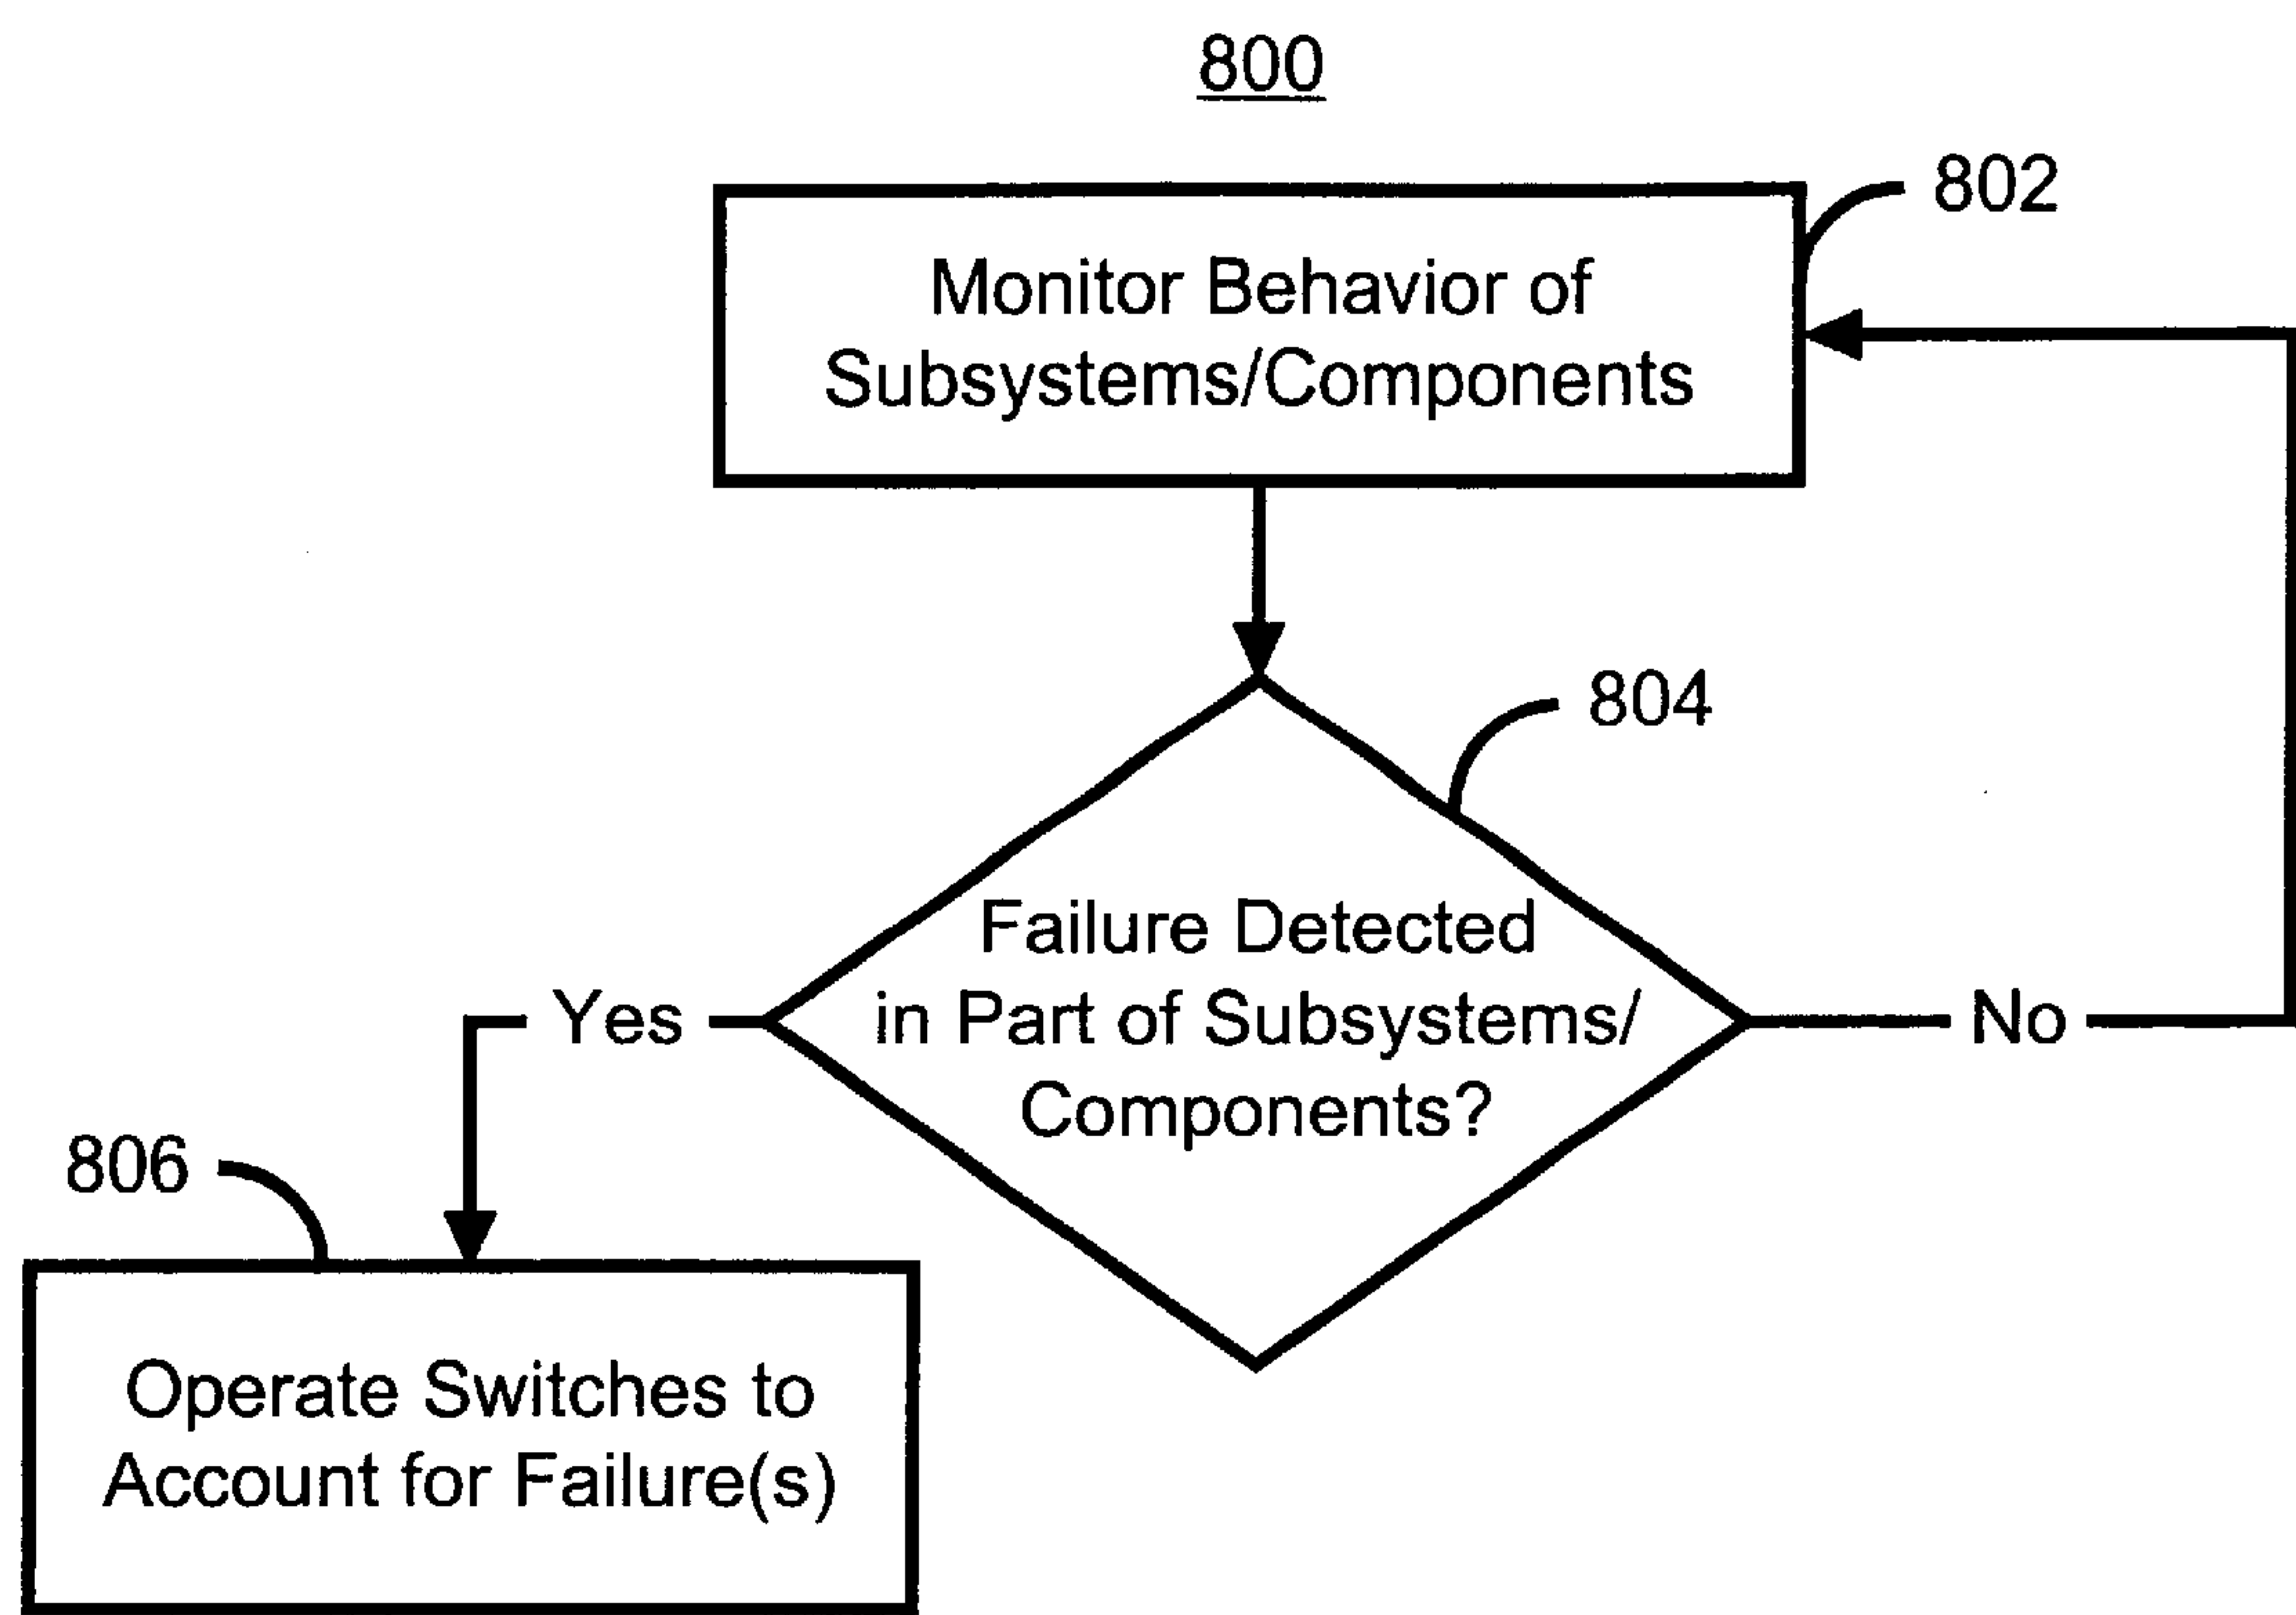 800
802
Monitor Behavior of
Subsystems/Components
804
Failure Detected
in Part of Subsystems/
Components?
Yes
No
806
Operate Switches to
Account for Failure(s)